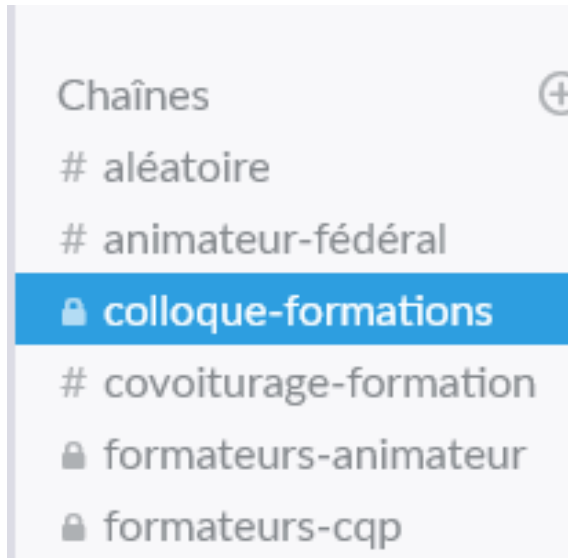 Chaînes
# aléatoire
# animateur-fédéral
colloque-formations
# covoiturage-formation
formateurs-animateur
formateurs-cqp